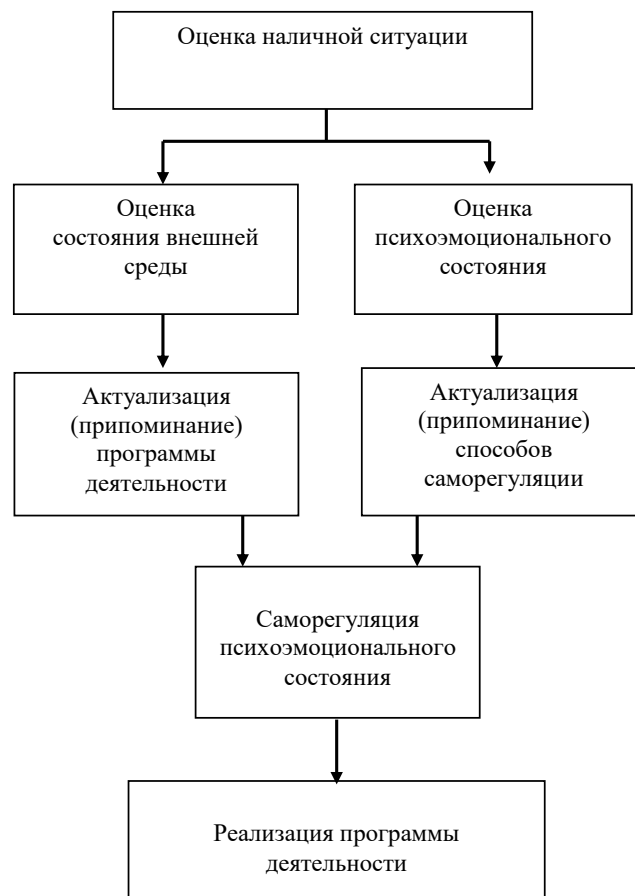 Оценка наличной ситуации
Оценка
состояния внешней
среды
Оценка
психоэмоционального
состояния
Актуализация
(припоминание)
программы
деятельности
Актуализация
(припоминание)
способов
саморегуляции
Саморегуляция
психоэмоционального
состояния
Реализация программы
деятельности